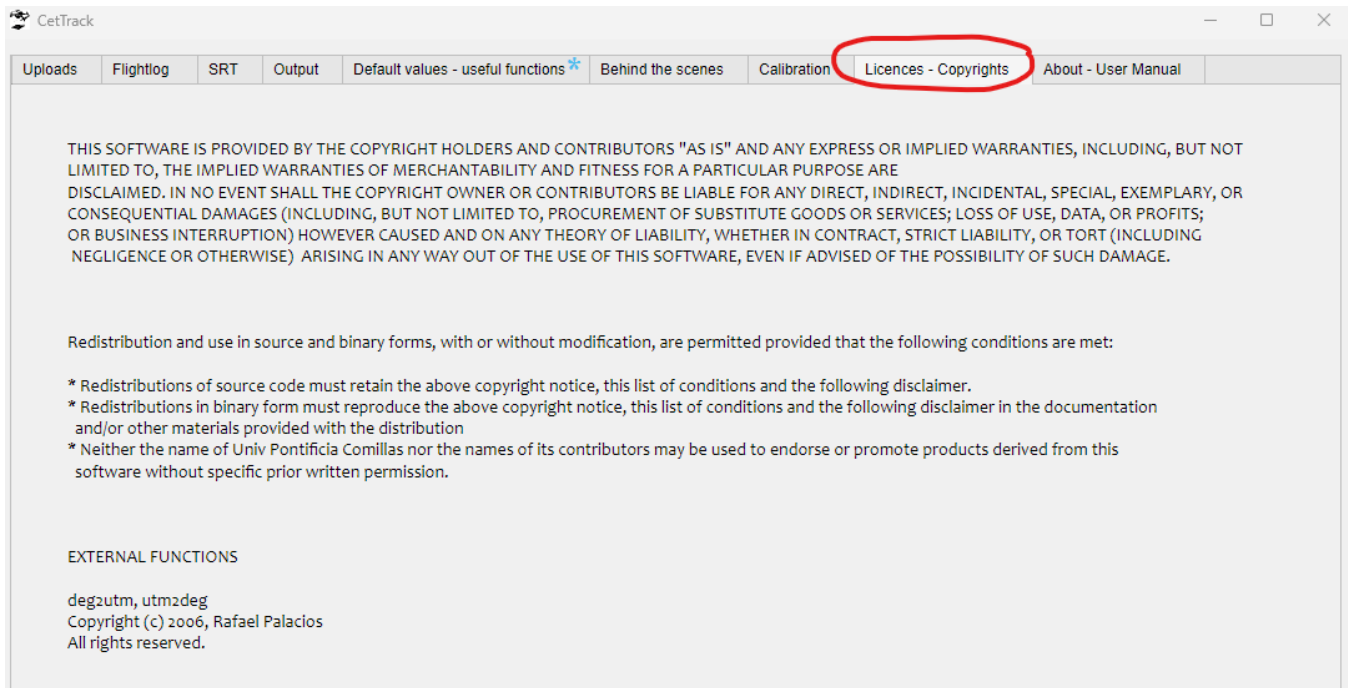 CetTrack
Uploads Flightlog SRT Output Default values - useful functions* Behind the scenes Calibration Licences - Copyrights About - User Manual
THIS SOFTWARE IS PROVIDED BY THE COPYRIGHT HOLDERS AND CONTRIBUTORS "AS IS" AND ANY EXPRESS OR IMPLIED WARRANTIES, INCLUDING, BUT NOT
LIMITED TO, THE IMPLIED WARRANTIES OF MERCHANTABILITY AND FITNESS FOR A PARTICULAR PURPOSE ARE
DISCLAIMED. IN NO EVENT SHALL THE COPYRIGHT OWNER OR CONTRIBUTORS BE LIABLE FOR ANY DIRECT, INDIRECT, INCIDENTAL, SPECIAL, EXEMPLARY, OR
CONSEQUENTIAL DAMAGES (INCLUDING, BUT NOT LIMITED TO, PROCUREMENT OF SUBSTITUTE GOODS OR SERVICES; LOSS OF USE, DATA, OR PROFITS;
OR BUSINESS INTERRUPTION) HOWEVER CAUSED AND ON ANY THEORY OF LIABILITY, WHETHER IN CONTRACT, STRICT LIABILITY, OR TORT (INCLUDING
NEGLIGENCE OR OTHERWISE) ARISING IN ANY WAY OUT OF THE USE OF THIS SOFTWARE, EVEN IF ADVISED OF THE POSSIBILITY OF SUCH DAMAGE.
Redistribution and use in source and binary forms, with or without modification, are permitted provided that the following conditions are met:
* Redistributions of source code must retain the above copyright notice, this list of conditions and the following disclaimer.
* Redistributions in binary form must reproduce the above copyright notice, this list of conditions and the following disclaimer in the documentation
and/or other materials provided with the distribution
* Neither the name of Univ Pontificia Comillas nor the names of its contributors may be used to endorse or promote products derived from this
software without specific prior written permission.
EXTERNAL FUNCTIONS
deg2utm, utm2deg
Copyright (c) 2006, Rafael Palacios
All rights reserved.